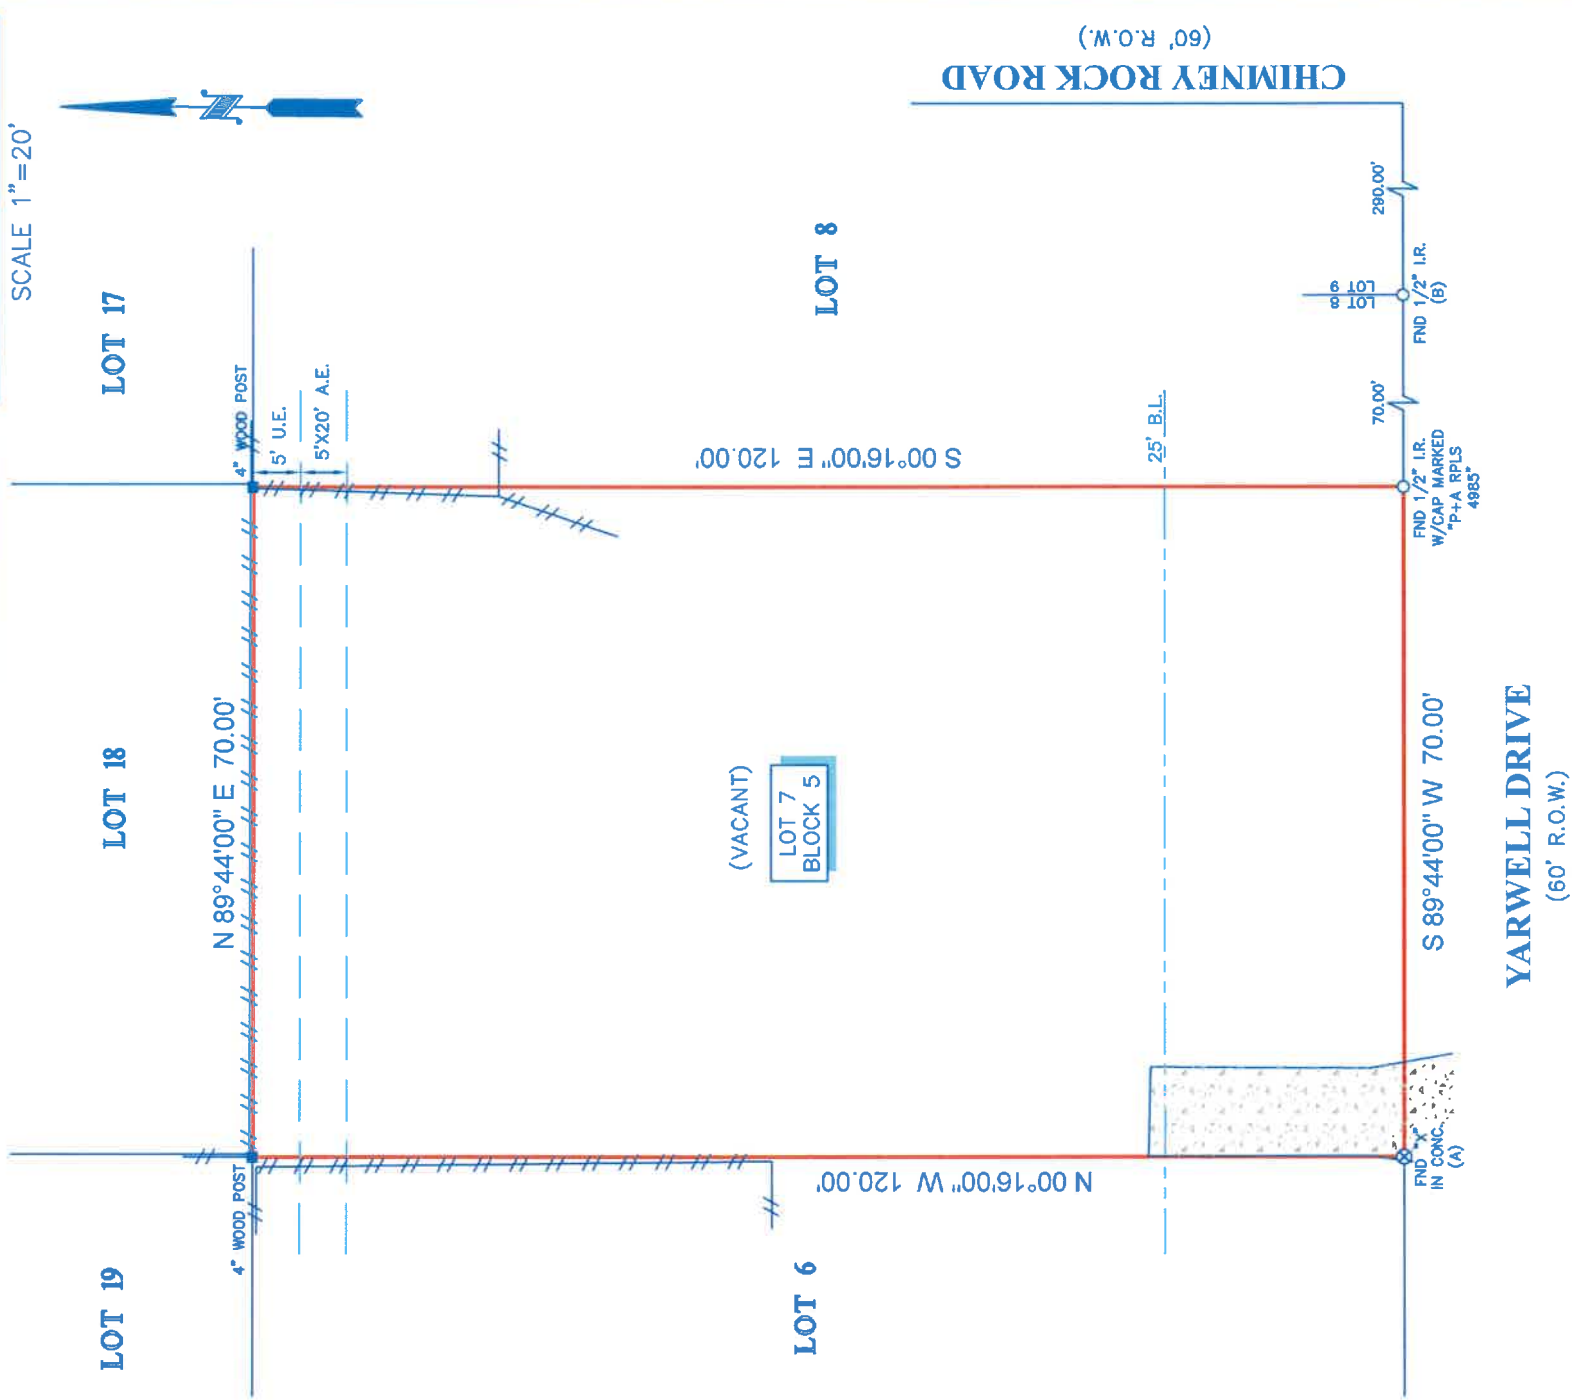 SCALE 1"=20'
LOT 19
LOT 18
LOT 17
N 89°44'00" E 70.00'
4" WOOD POST
4" WOOD POST
5' U.E.
5'X20' A.E.
CHIMNEY ROCK ROAD
(60' R.O.W.)
S 00°16'00" E 120.00'
N 00°16'00" W 120.00'
(VACANT)
LOT 7
BLOCK 5
LOT 6
LOT 8
25' B.L.
70.00'
290.00'
LOT 8
LOT 9
FND "X"
IN CONC.
(A)
S 89°44'00" W 70.00'
FND 1/2" I.R.
W/CAP MARKED
"P+A RPLS
4985"
FND 1/2" I.R.
(B)
YARWELL DRIVE
(60' R.O.W.)